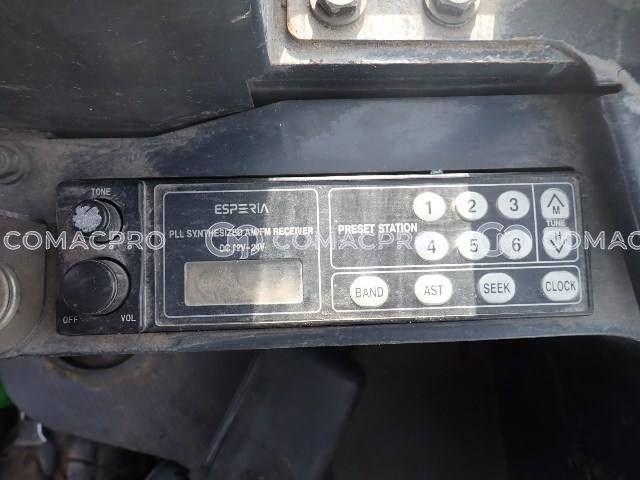 TONE
OFF VOL
ESPERIA
PLL SYNTHESIZED AM/FM RECEIVER
DC 12V-24V
PRESET STATION
1 2 3
4 5 6
M
TUNE
H
BAND AST SEEK CLOCK
COMACPRO COMACPRO COMACPRO